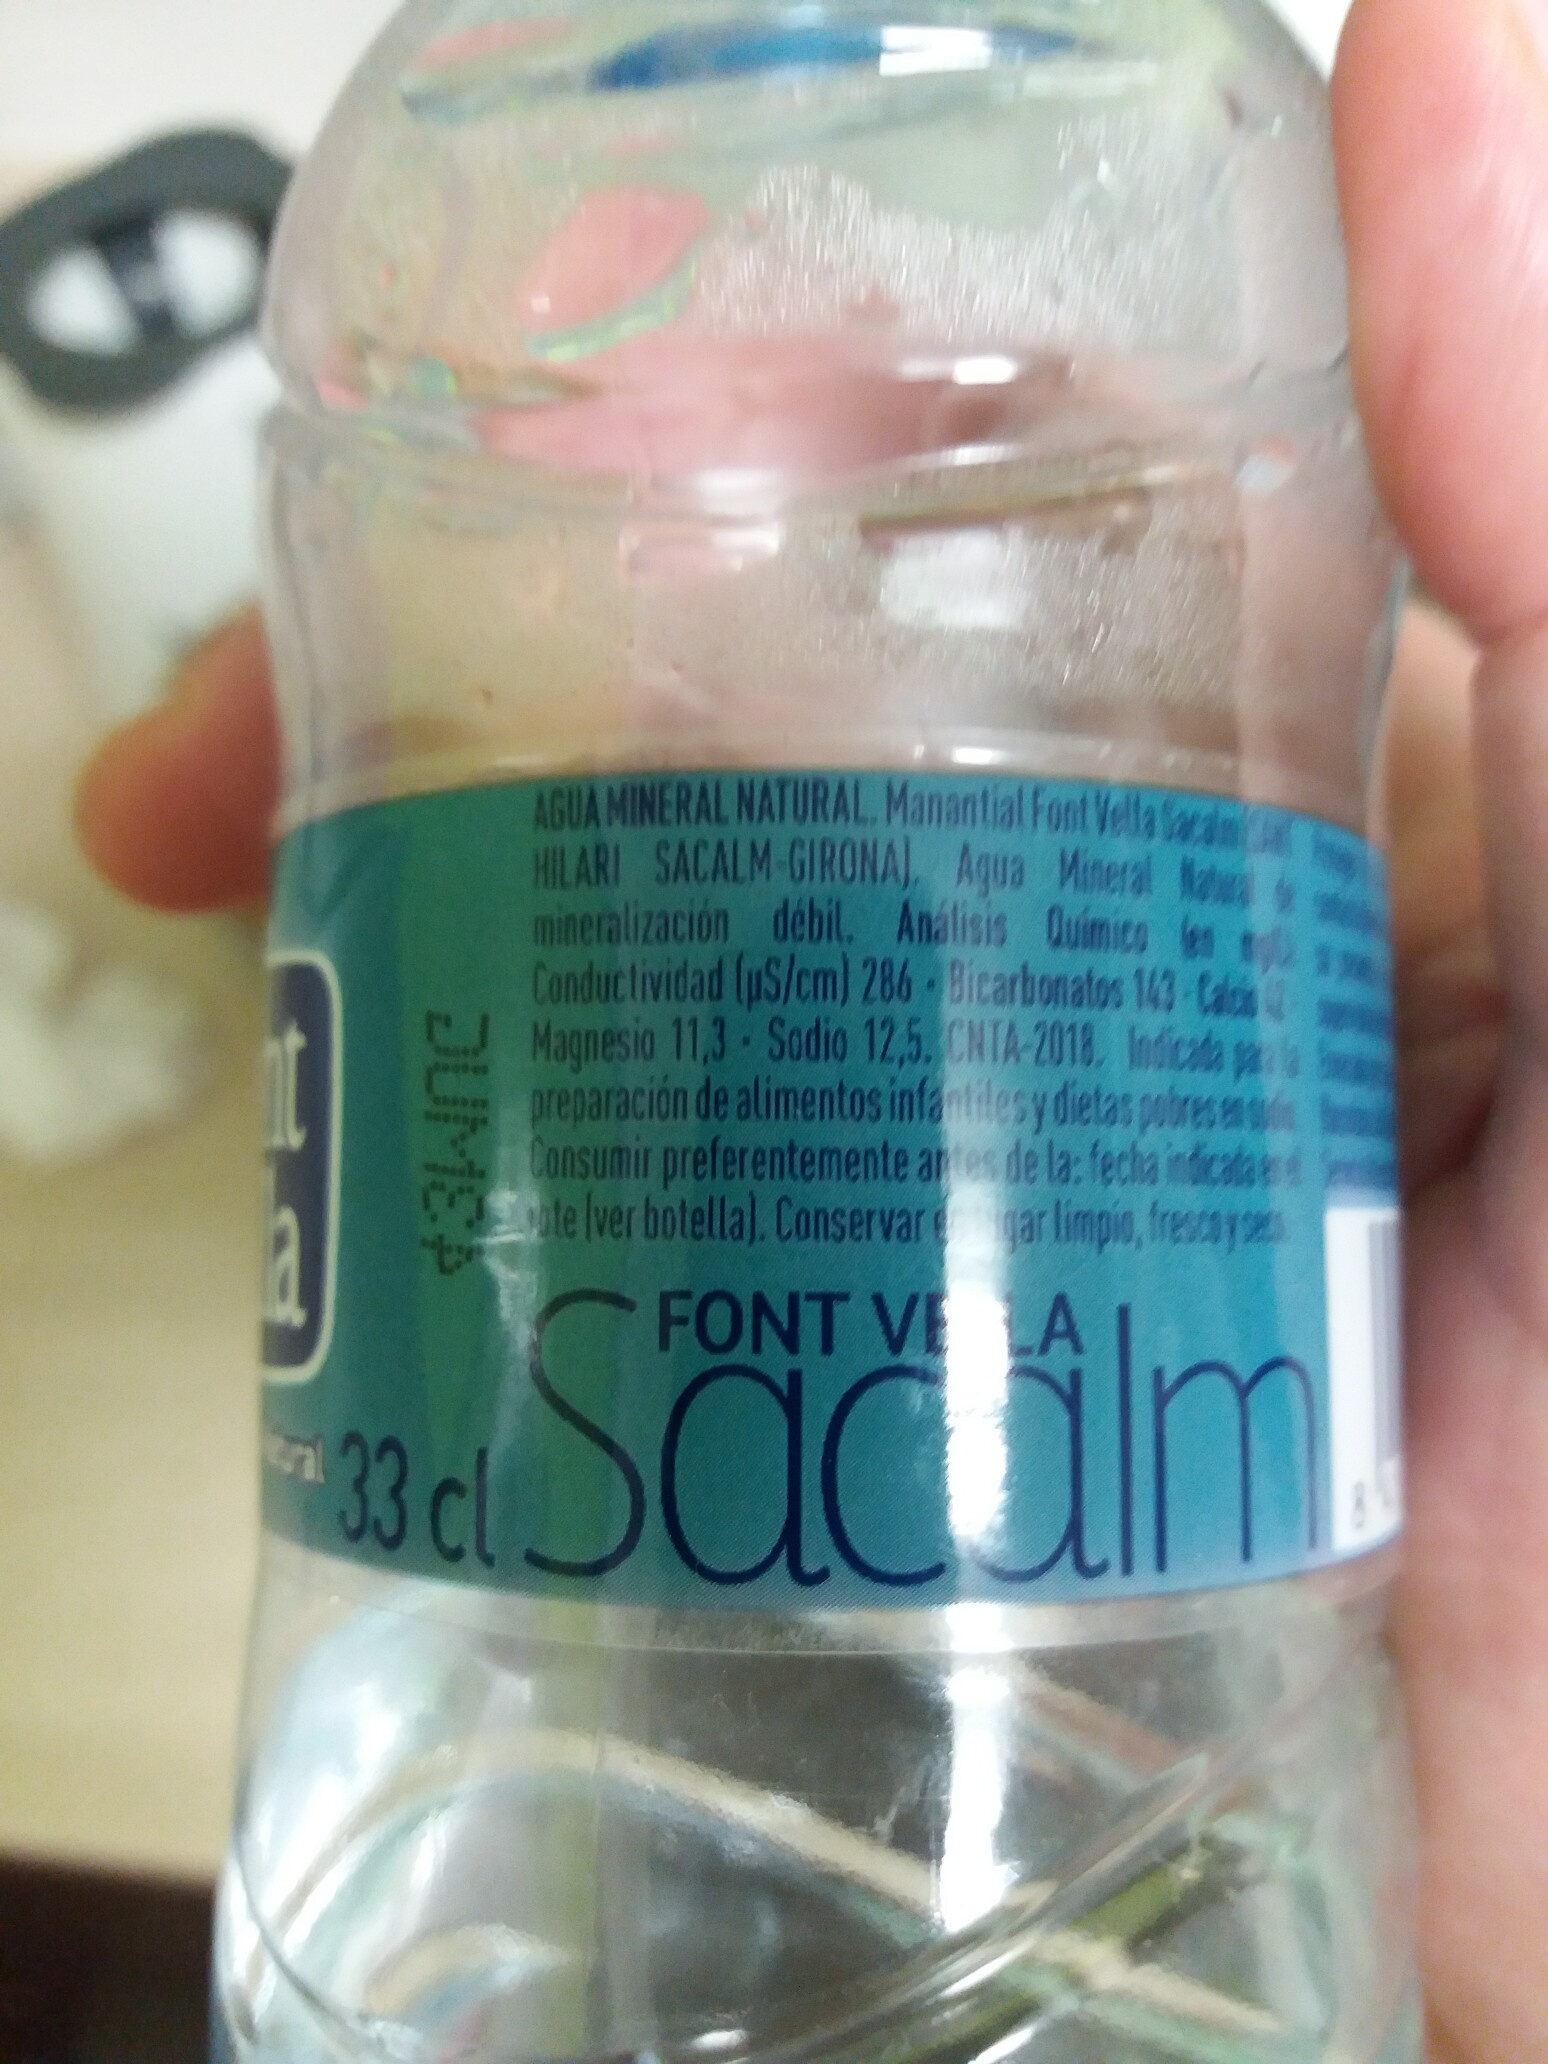 AGUA MINERAL NATURAL. Manantial Font Vella Sacalm (SANT
HILARI SACALM-GIRONA). Agua Mineral Natural de
mineralización débil. Análisis Químico (en mg/l):
Conductividad (µS/cm) 286 · Bicarbonatos 143 · Calcio 42 ·
Magnesio 11,3 · Sodio 12,5. CNTA-2018. Indicada para la
preparación de alimentos infantiles y dietas pobres en sodio.
Consumir preferentemente antes de la: fecha indicada en el
lote (ver botella). Conservar en lugar limpio, fresco y seco.
FONT VELLA
Sacalm
33 cl